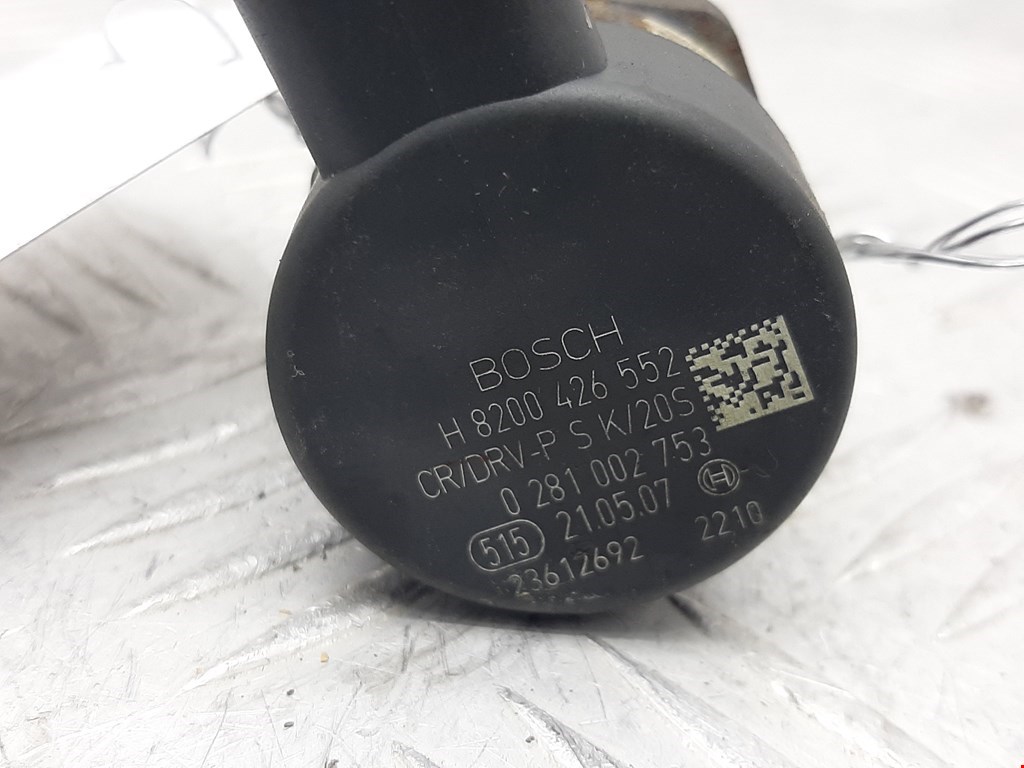 BOSCH
H 8200 426 552
CR/DRV-P S K/20S
0 281 002 753
515 21.05.07
23612692 2210